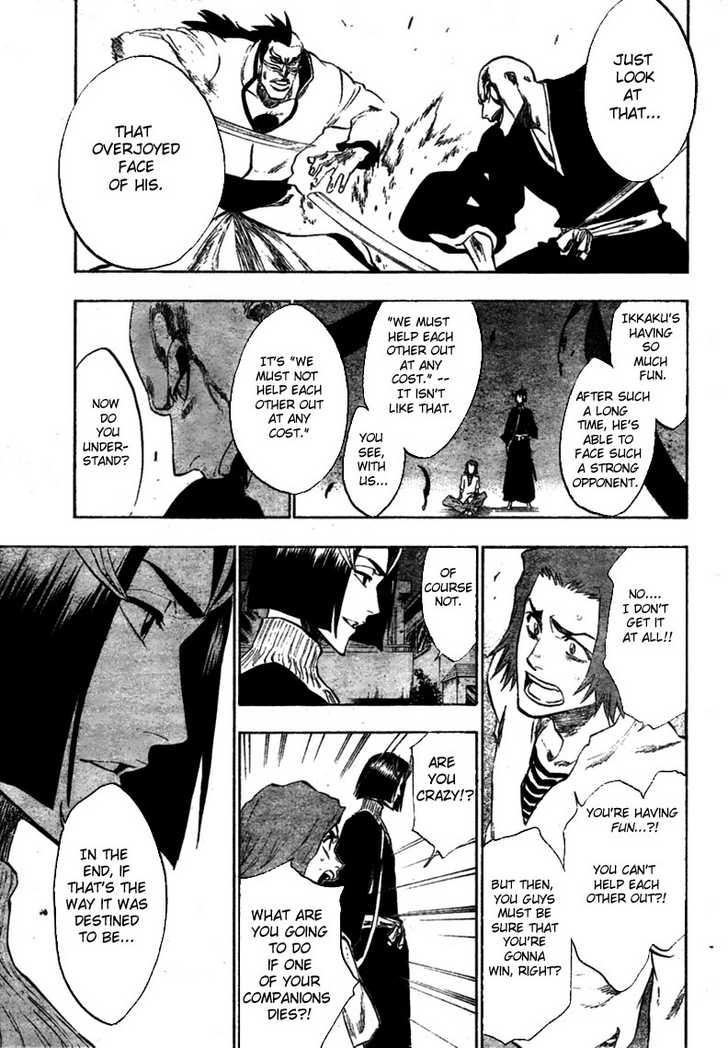 JUST
LOOK
AT
THAT...
THAT
OVERJOYED
FACE
OF HIS.
IKKAKU'S
HAVING
SO
MUCH
FUN.
AFTER SUCH
A LONG
TIME, HE'S
ABLE TO
FACE SUCH
A STRONG
OPPONENT.
YOU
SEE,
WITH
US...
"WE MUST
HELP EACH
OTHER OUT
AT ANY
COST." --
IT ISN'T
LIKE THAT.
IT'S "WE
MUST NOT
HELP EACH
OTHER OUT
AT ANY
COST."
NOW
DO
YOU
UNDER-
STAND?
NO....
I DON'T
GET IT
AT ALL!!
YOU'RE HAVING
FUN...?!
YOU CAN'T
HELP EACH
OTHER OUT?!
BUT THEN,
YOU GUYS
MUST BE
SURE THAT
YOU'RE
GONNA
WIN, RIGHT?
OF
COURSE
NOT.
ARE
YOU
CRAZY!?
WHAT ARE
YOU GOING
TO DO
IF ONE
OF YOUR
COMPANIONS
DIES?!
IN THE
END, IF
THAT'S THE
WAY IT WAS
DESTINED
TO BE...